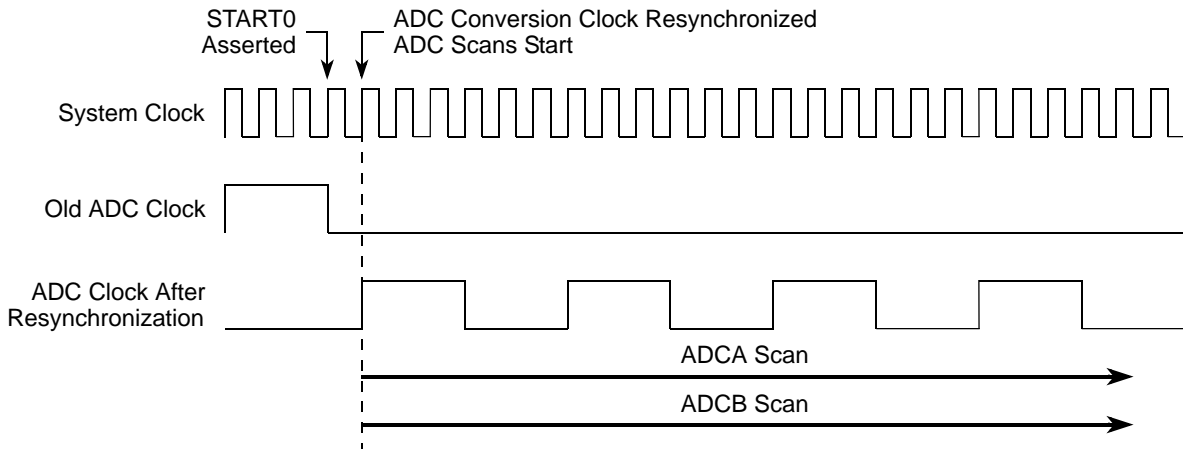 START0
Asserted
ADC Conversion Clock Resynchronized
ADC Scans Start
System Clock
Old ADC Clock
ADC Clock After
Resynchronization
ADCA Scan
ADCB Scan